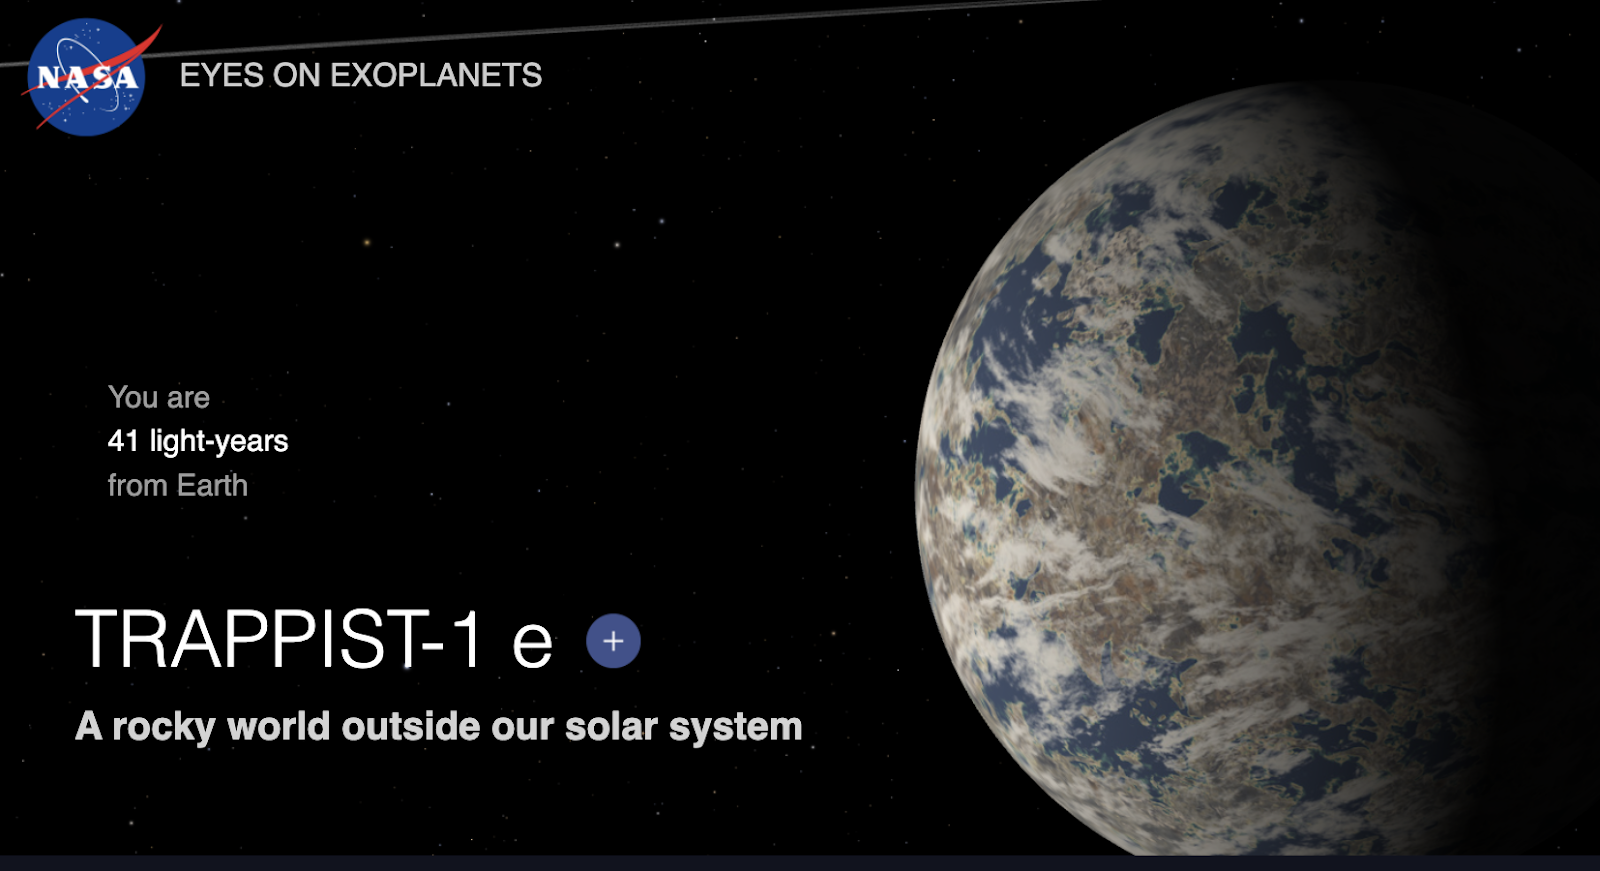 NASA
EYES ON EXOPLANETS
You are
41 light-years
from Earth
TRAPPIST-1 e +
A rocky world outside our solar system